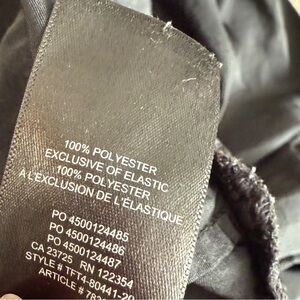 100% POLYESTER
EXCLUSIVE OF ELASTIC
100% POLYESTER
À L'EXCLUSION DE L'ÉLASTIQUE
PO 4500124485
PO 4500124486
PO 4500124487
CA 23725 RN 122354
STYLE # TFT4-80441-20
ARTICLE #